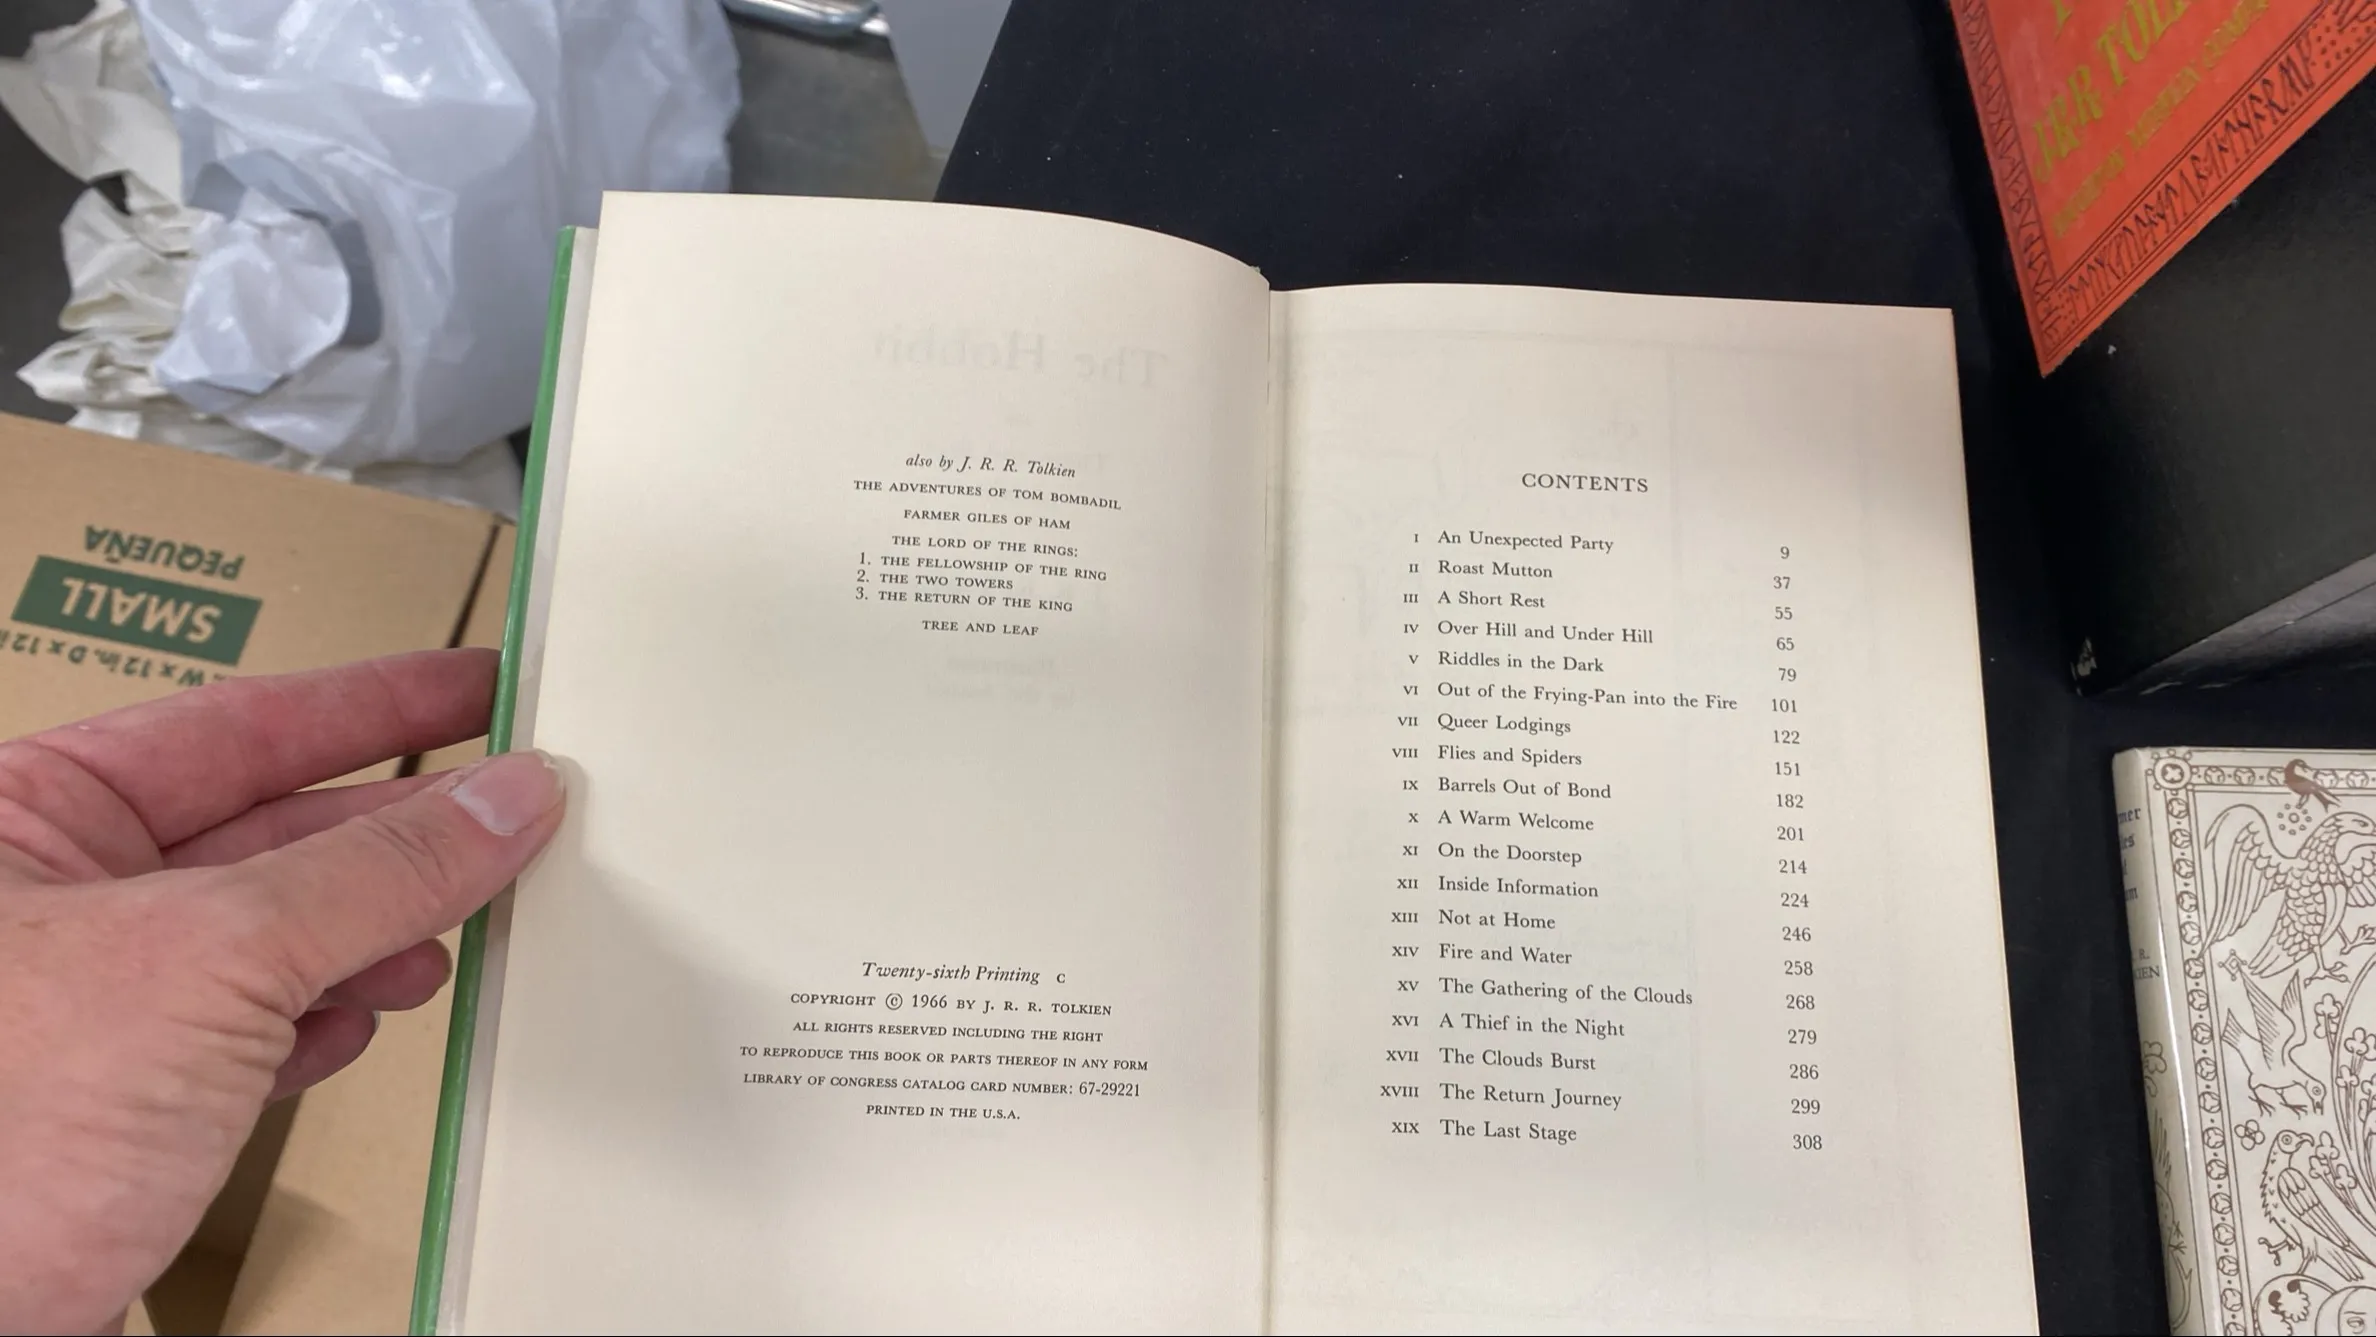 The Hobbit
also by J. R. R. Tolkien
THE ADVENTURES OF TOM BOMBADIL
FARMER GILES OF HAM
THE LORD OF THE RINGS:
1. THE FELLOWSHIP OF THE RING
2. THE TWO TOWERS
3. THE RETURN OF THE KING
TREE AND LEAF
Twenty-sixth Printing C
COPYRIGHT © 1966 BY J. R. R. TOLKIEN
ALL RIGHTS RESERVED INCLUDING THE RIGHT
TO REPRODUCE THIS BOOK OR PARTS THEREOF IN ANY FORM
LIBRARY OF CONGRESS CATALOG CARD NUMBER: 67-29221
PRINTED IN THE U.S.A.
CONTENTS
I An Unexpected Party 9
II Roast Mutton 37
III A Short Rest 55
IV Over Hill and Under Hill 65
V Riddles in the Dark 79
VI Out of the Frying-Pan into the Fire 101
VII Queer Lodgings 122
VIII Flies and Spiders 151
IX Barrels Out of Bond 182
X A Warm Welcome 201
XI On the Doorstep 214
XII Inside Information 224
XIII Not at Home 246
XIV Fire and Water 258
XV The Gathering of the Clouds 268
XVI A Thief in the Night 279
XVII The Clouds Burst 286
XVIII The Return Journey 299
XIX The Last Stage 308
W x 12 in. D x 12 in
SMALL
PEQUEÑA